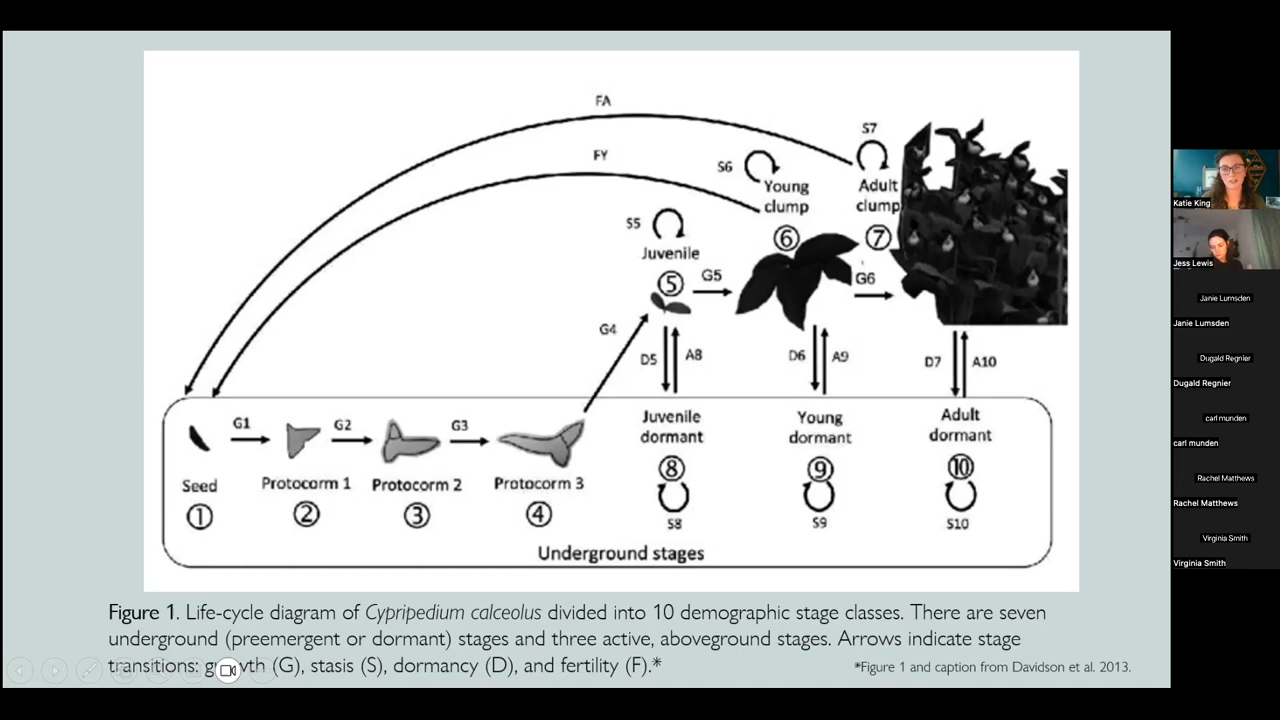 FA
FY
S7
S6
Young
clump
Adult
clump
S5
Juvenile
⑥
⑦
⑤
G5
G6
G4
D5
A8
D6
A9
D7
A10
G1
G2
G3
Juvenile
dormant
Young
dormant
Adult
dormant
⑧
⑨
⑩
Seed
Protocorm 1
Protocorm 2
Protocorm 3
①
②
③
④
S8
S9
S10
Underground stages
Figure 1. Life-cycle diagram of Cypripedium calceolus divided into 10 demographic stage classes. There are seven
underground (preemergent or dormant) stages and three active, aboveground stages. Arrows indicate stage
transitions: growth (G), stasis (S), dormancy (D), and fertility (F).*
*Figure 1 and caption from Davidson et al. 2013.
Katie King
Jess Lewis
Janie Lumsden
Janie Lumsden
Dugald Regnier
Dugald Regnier
carl munden
carl munden
Rachel Matthews
Rachel Matthews
Virginia Smith
Virginia Smith